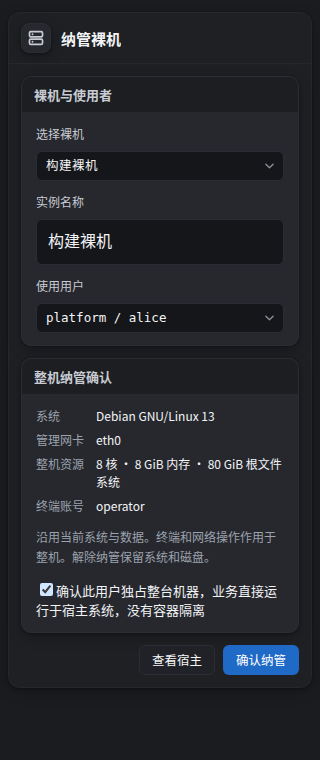 纳管裸机
裸机与使用者
选择裸机
构建裸机
实例名称
构建裸机
使用用户
platform / alice
整机纳管确认
系统 Debian GNU/Linux 13
管理网卡 eth0
整机资源 8 核 · 8 GiB 内存 · 80 GiB 根文件
系统
终端账号 operator
沿用当前系统与数据。终端和网络操作作用于
整机。解除纳管保留系统和磁盘。
确认此用户独占整台机器，业务直接运
行于宿主系统，没有容器隔离
查看宿主 确认纳管